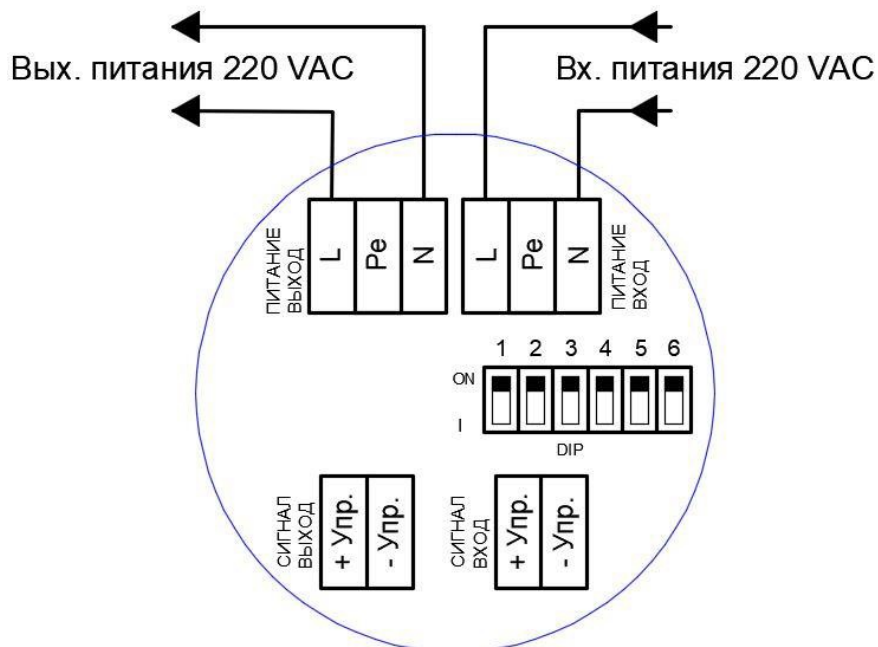 Вых. питания 220 VAC
Вх. питания 220 VAC
ПИТАНИЕ
ВЫХОД
L
Pe
N
L
Pe
N
ПИТАНИЕ
ВХОД
1 2 3 4 5 6
ON
I
DIP
СИГНАЛ
ВЫХОД
+ Упр.
- Упр.
СИГНАЛ
ВХОД
+ Упр.
- Упр.